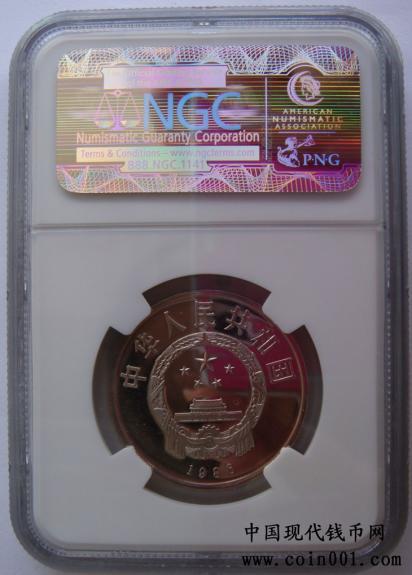 NGC
Numismatic Guaranty Corporation
Terms & Conditions – www.ngcterms.com
888.NGC.1141
AMERICAN
NUMISMATIC
ASSOCIATION
P·N·G
中华人民共和国
1986
中国现代钱币网
www.coin001.com